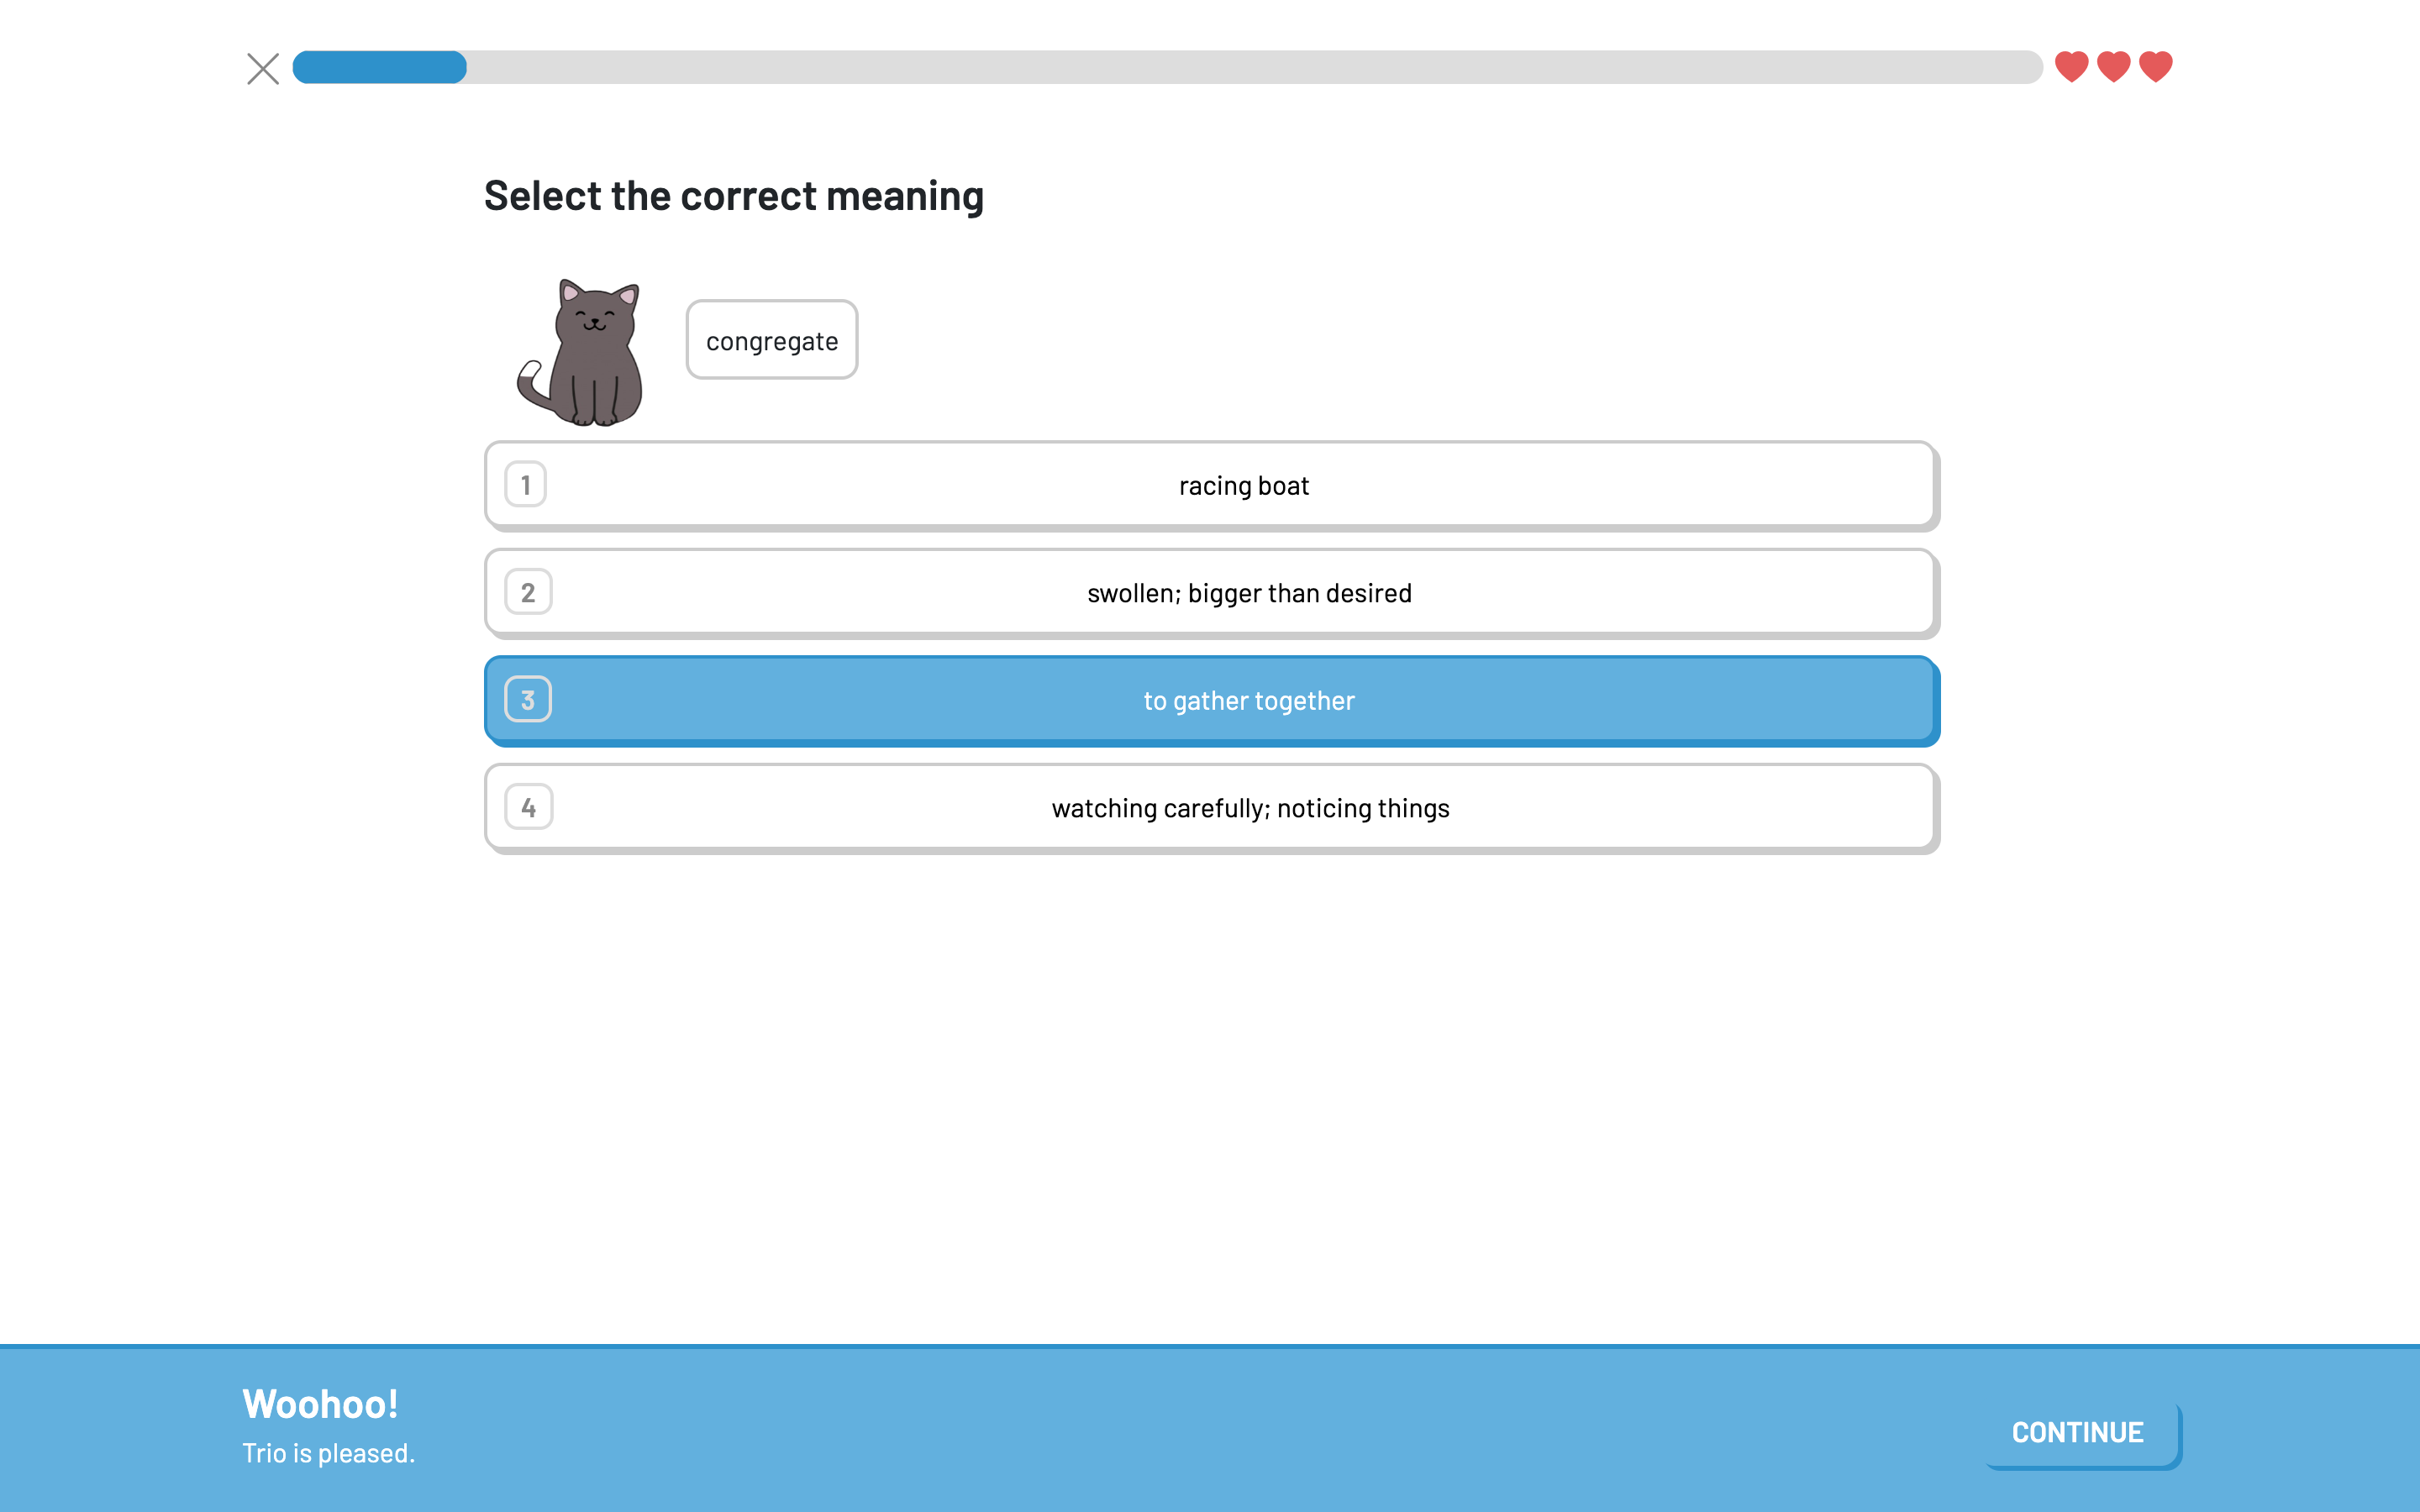 Select the correct meaning
congregate
1 racing boat
2 swollen; bigger than desired
3 to gather together
4 watching carefully; noticing things
Woohoo!
Trio is pleased.
CONTINUE